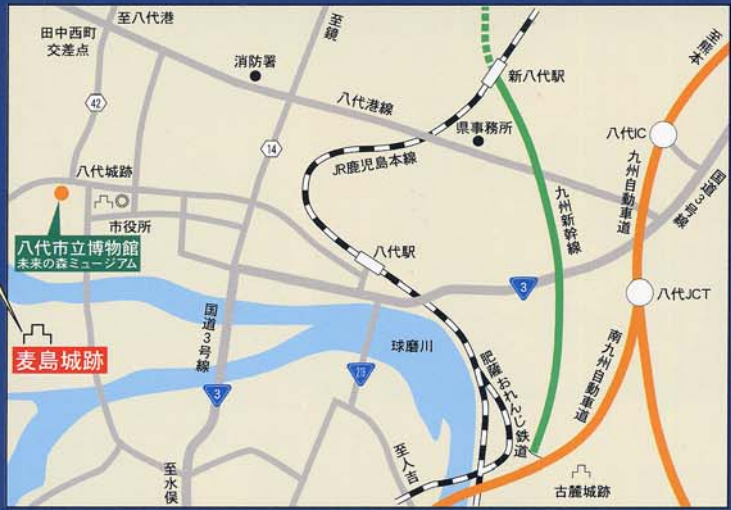 至八代港
田中西町
交差点
至鏡
消防署
新八代駅
至熊本
42
八代港線
県事務所
八代IC
14
JR鹿児島本線
九州自動車道
国道3号線
八代城跡
九州新幹線
市役所
八代市立博物館
未来の森ミュージアム
八代駅
3
八代JCT
国道3号線
麦島城跡
球磨川
南九州自動車道
肥薩おれんじ鉄道
3
至人吉
至水俣
古麓城跡